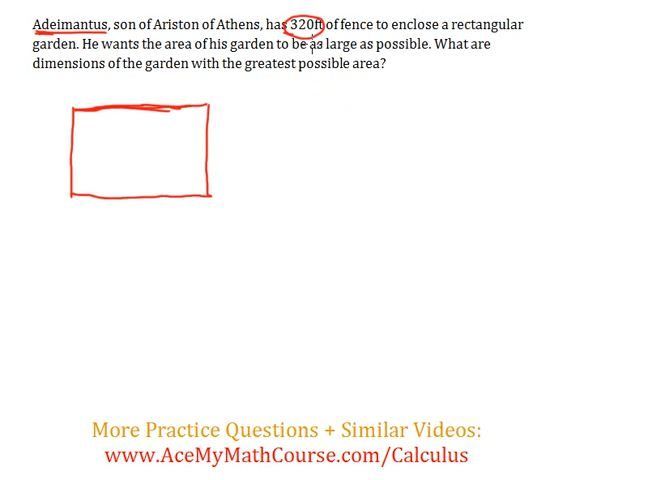 Adeimantus, son of Ariston of Athens, has 320ft of fence to enclose a rectangular
garden. He wants the area of his garden to be as large as possible. What are
dimensions of the garden with the greatest possible area?
More Practice Questions + Similar Videos:
www.AceMyMathCourse.com/Calculus